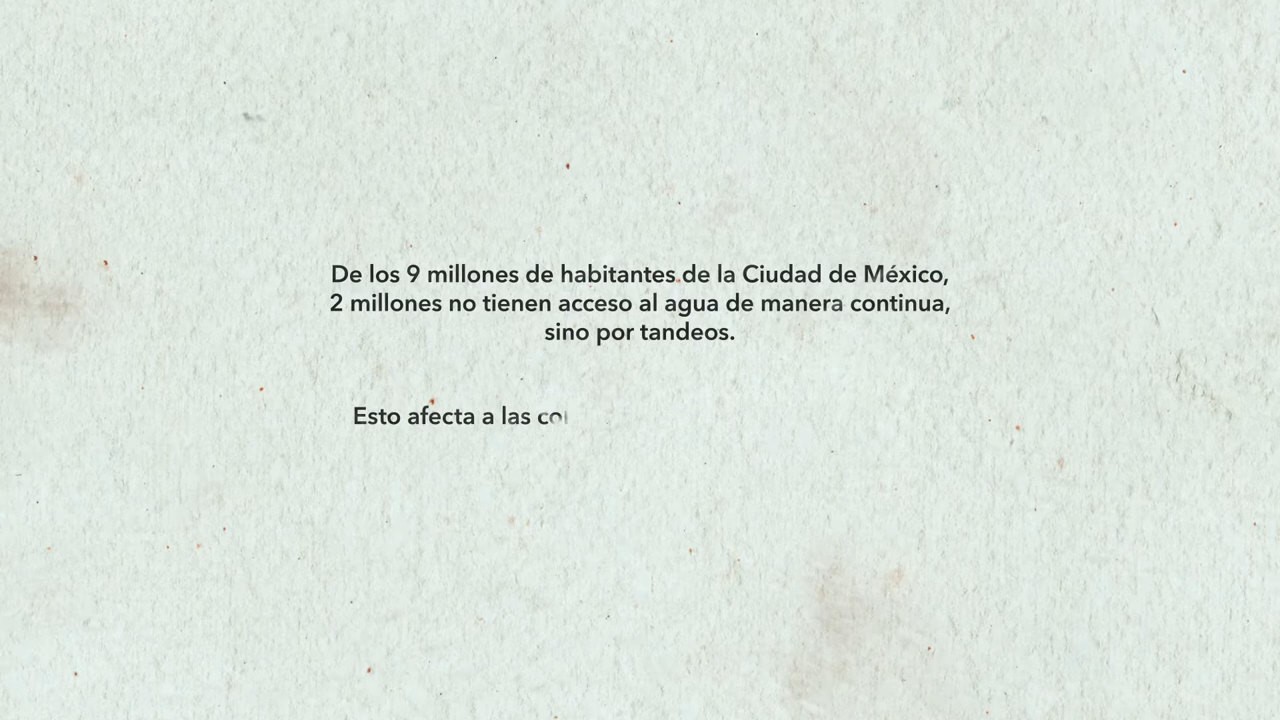 De los 9 millones de habitantes de la Ciudad de México,
2 millones no tienen acceso al agua de manera continua,
sino por tandeos.
Esto afecta a las